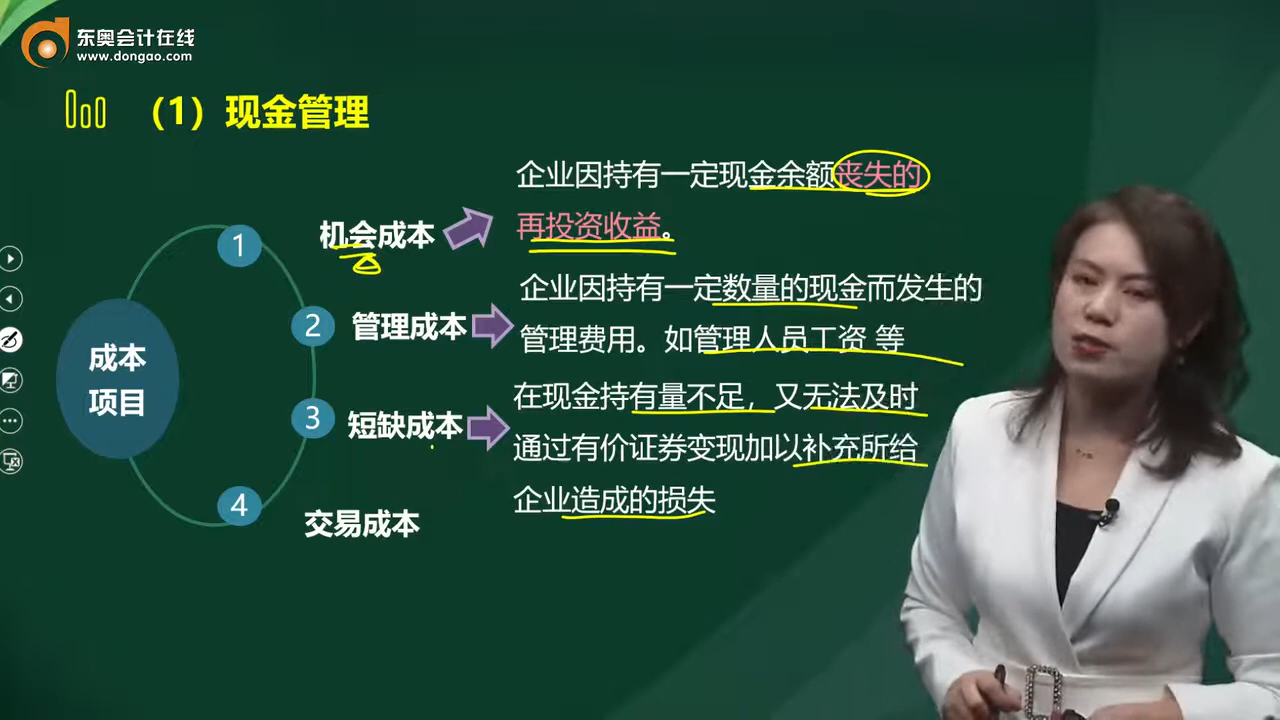 东奥会计在线
www.dongao.com
（1）现金管理
成本
项目
1
机会成本
企业因持有一定现金余额丧失的
再投资收益。
2
管理成本
企业因持有一定数量的现金而发生的
管理费用。如管理人员工资 等
3
短缺成本
在现金持有量不足，又无法及时
通过有价证券变现加以补充所给
企业造成的损失
4
交易成本